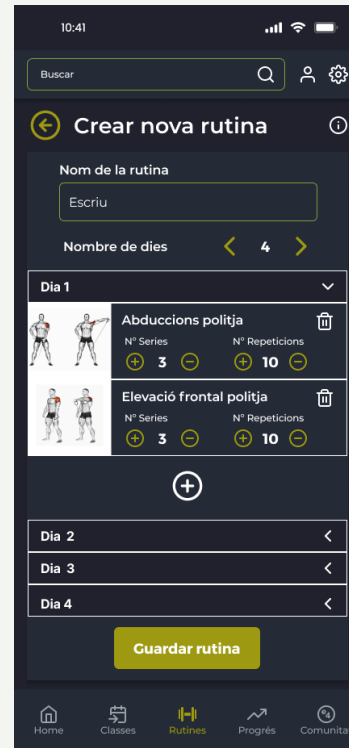 10:41
Buscar
Crear nova rutina
Nom de la rutina
Escriu
Nombre de dies 4
Dia 1
Abduccions politja
Nº Series Nº Repeticions
3 10
Elevació frontal politja
Nº Series Nº Repeticions
3 10
Dia 2
Dia 3
Dia 4
Guardar rutina
Home Classes Rutines Progrés Comunita